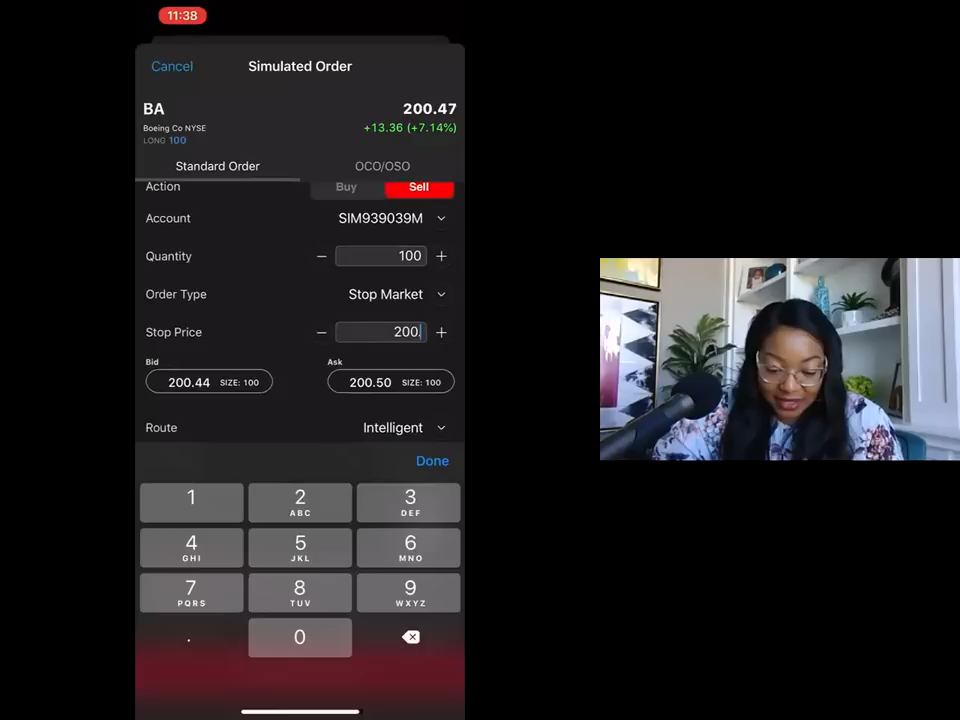 11:38
Cancel Simulated Order
BA 200.47
Boeing Co NYSE +13.36 (+7.14%)
LONG 100
Standard Order OCO/OSO
Action Buy Sell
Account SIM939039M
Quantity − 100 +
Order Type Stop Market
Stop Price − 200. +
Bid Ask
200.44 SIZE: 100 200.50 SIZE: 100
Route Intelligent
Done
1 2 3
ABC DEF
4 5 6
GHI JKL MNO
7 8 9
PQRS TUV WXYZ
. 0